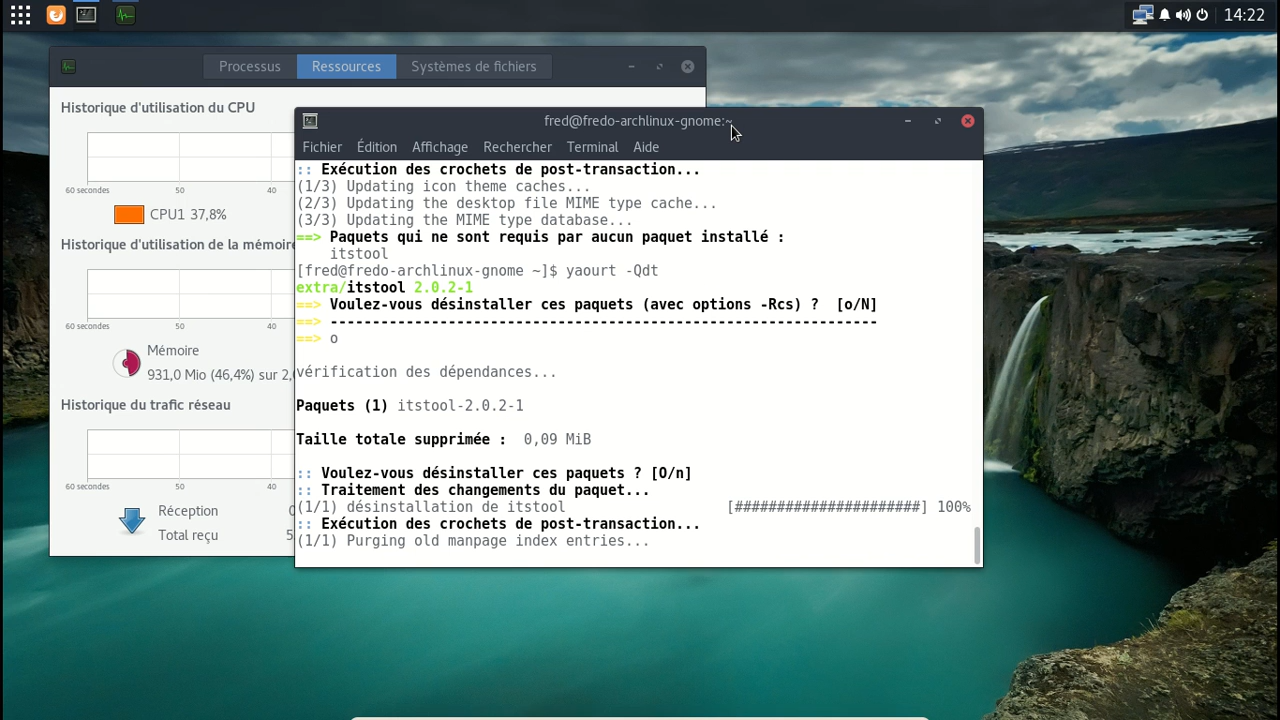 14:22
Processus
Ressources
Systèmes de fichiers
Historique d'utilisation du CPU
60 secondes 50 40
CPU1 37,8%
Historique d'utilisation de la mémoire
60 secondes 50 40
Mémoire
931,0 Mio (46,4%) sur 2,
Historique du trafic réseau
60 secondes 50 40
Réception 0
Total reçu 5
fred@fredo-archlinux-gnome:~
Fichier Édition Affichage Rechercher Terminal Aide
:: Exécution des crochets de post-transaction...
(1/3) Updating icon theme caches...
(2/3) Updating the desktop file MIME type cache...
(3/3) Updating the MIME type database...
==> Paquets qui ne sont requis par aucun paquet installé :
itstool
[fred@fredo-archlinux-gnome ~]$ yaourt -Qdt
extra/itstool 2.0.2-1
==> Voulez-vous désinstaller ces paquets (avec options -Rcs) ? [o/N]
==> -----------------------------------------------------------------
==> o
vérification des dépendances...
Paquets (1) itstool-2.0.2-1
Taille totale supprimée : 0,09 MiB
:: Voulez-vous désinstaller ces paquets ? [O/n]
:: Traitement des changements du paquet...
(1/1) désinstallation de itstool [######################] 100%
:: Exécution des crochets de post-transaction...
(1/1) Purging old manpage index entries...